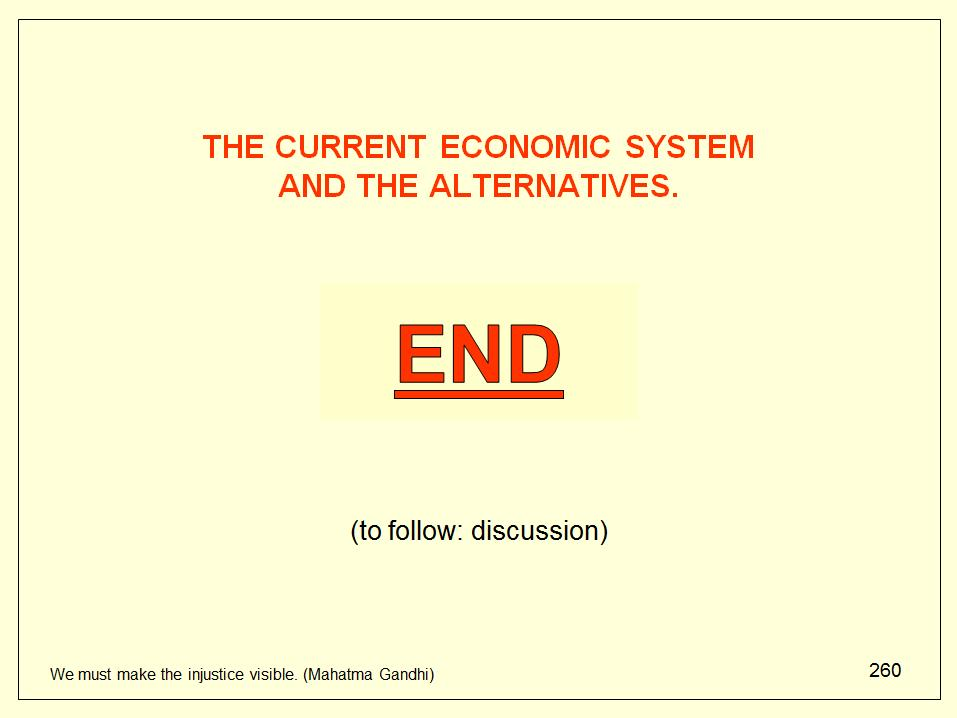 THE CURRENT ECONOMIC SYSTEM
AND THE ALTERNATIVES.
END
(to follow: discussion)
We must make the injustice visible. (Mahatma Gandhi)
260